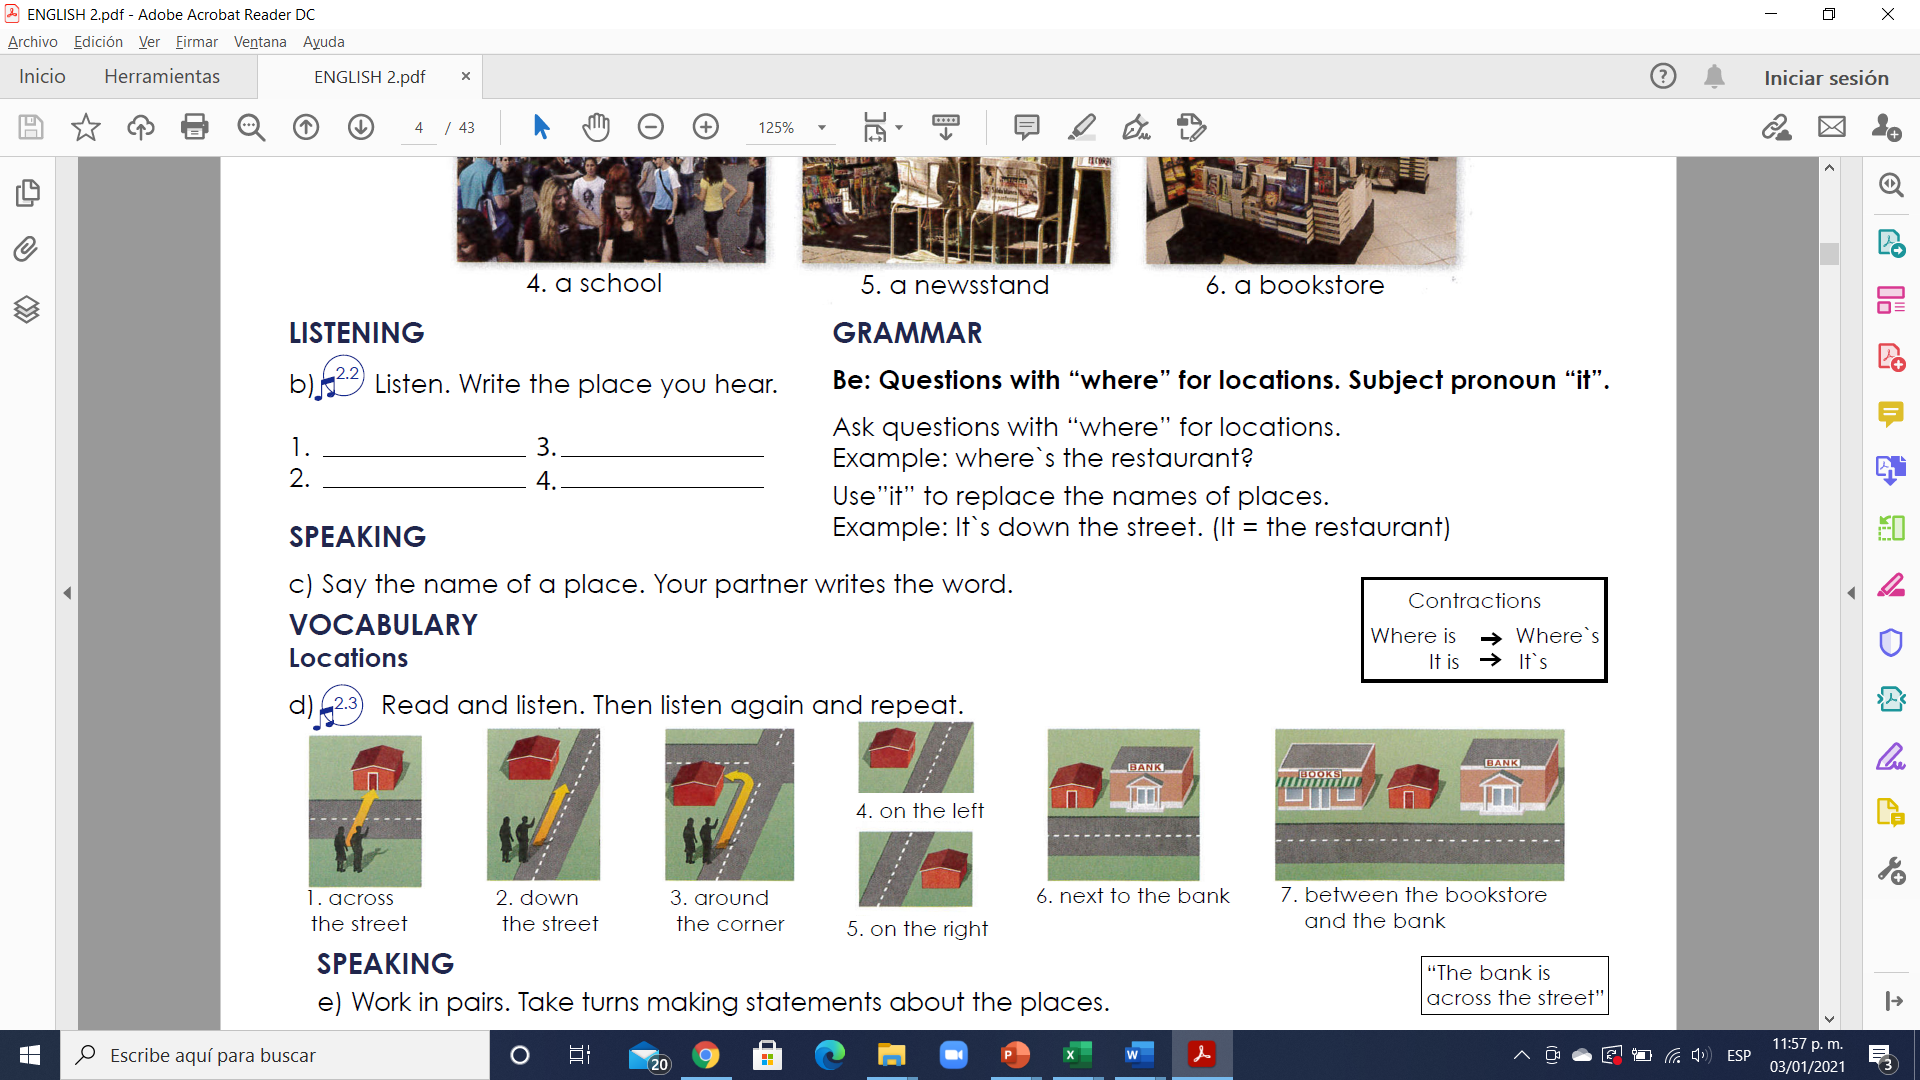 ENGLISH 2.pdf - Adobe Acrobat Reader DC
Archivo Edición Ver Firmar Ventana Ayuda
Inicio Herramientas ENGLISH 2.pdf × Iniciar sesión
4 / 43 125%
4. a school
5. a newsstand
6. a bookstore
LISTENING
b) 2.2 Listen. Write the place you hear.
1. ____ 3. ____
2. ____ 4. ____
SPEAKING
c) Say the name of a place. Your partner writes the word.
GRAMMAR
Be: Questions with “where” for locations. Subject pronoun “it”.
Ask questions with “where” for locations.
Example: where`s the restaurant?
Use”it” to replace the names of places.
Example: It`s down the street. (It = the restaurant)
Contractions
Where is → Where`s
It is → It`s
VOCABULARY
Locations
d) 2.3 Read and listen. Then listen again and repeat.
BANK
BOOKS
BANK
1. across
the street
2. down
the street
3. around
the corner
4. on the left
5. on the right
6. next to the bank
7. between the bookstore
and the bank
SPEAKING
e) Work in pairs. Take turns making statements about the places.
“The bank is
across the street”
Escribe aquí para buscar
20
ESP
11:57 p. m.
03/01/2021
3